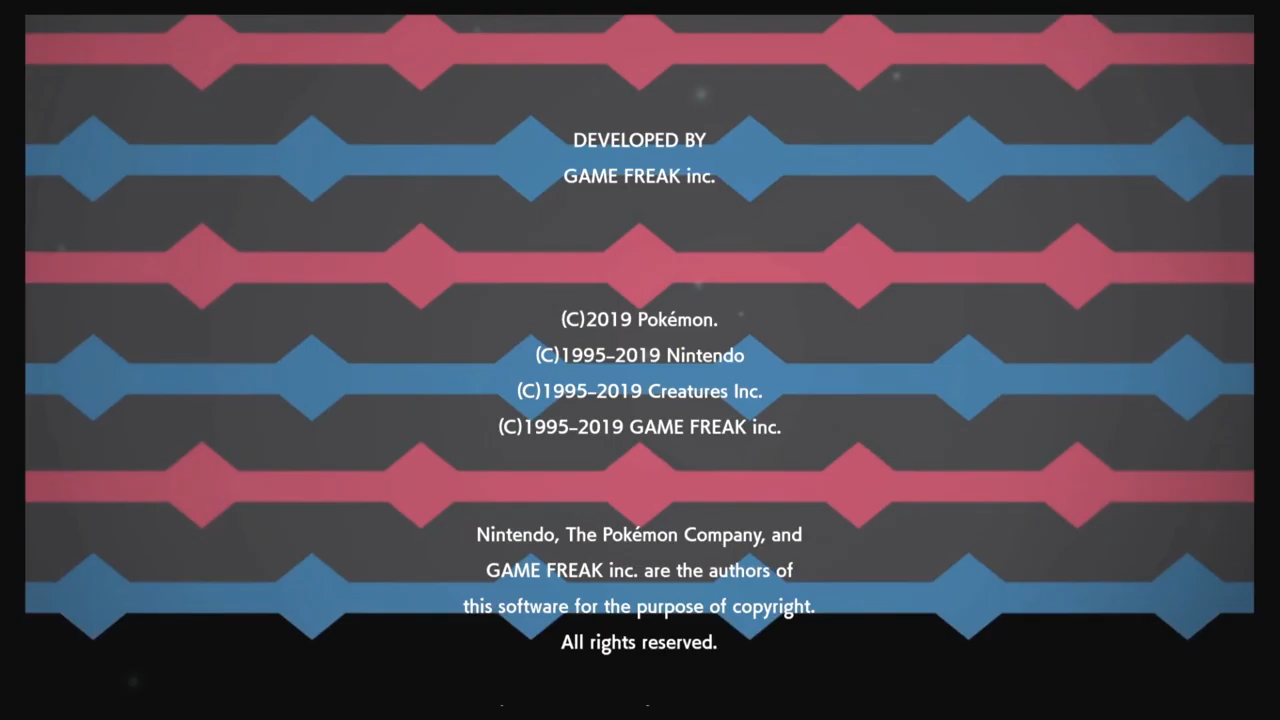 DEVELOPED BY
GAME FREAK inc.
(C)2019 Pokémon.
(C)1995–2019 Nintendo
(C)1995–2019 Creatures Inc.
(C)1995–2019 GAME FREAK inc.
Nintendo, The Pokémon Company, and
GAME FREAK inc. are the authors of
this software for the purpose of copyright.
All rights reserved.